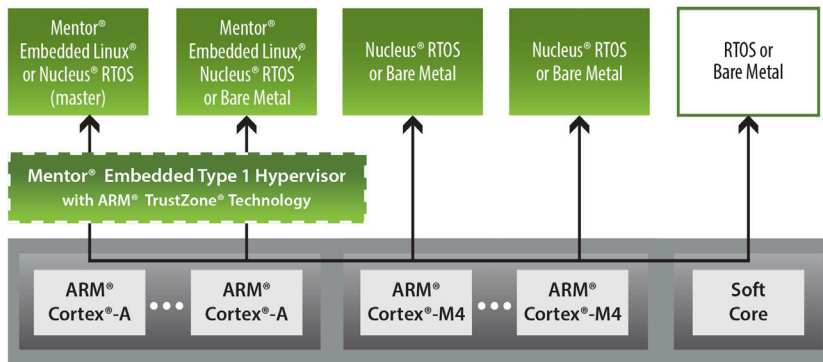 Mentor®
Embedded Linux®
or Nucleus® RTOS
(master)
Mentor®
Embedded Linux,®
Nucleus® RTOS
or Bare Metal
Nucleus® RTOS
or Bare Metal
Nucleus® RTOS
or Bare Metal
RTOS or
Bare Metal
Mentor® Embedded Type 1 Hypervisor
with ARM® TrustZone® Technology
ARM®
Cortex®-A
ARM®
Cortex®-A
ARM®
Cortex®-M4
ARM®
Cortex®-M4
Soft
Core